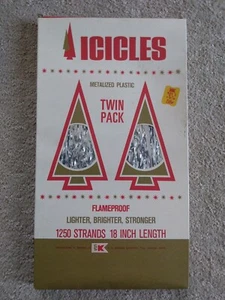 ICICLES
METALIZED PLASTIC
TWIN
PACK
FLAMEPROOF
LIGHTER, BRIGHTER, STRONGER
1250 STRANDS 18 INCH LENGTH
K